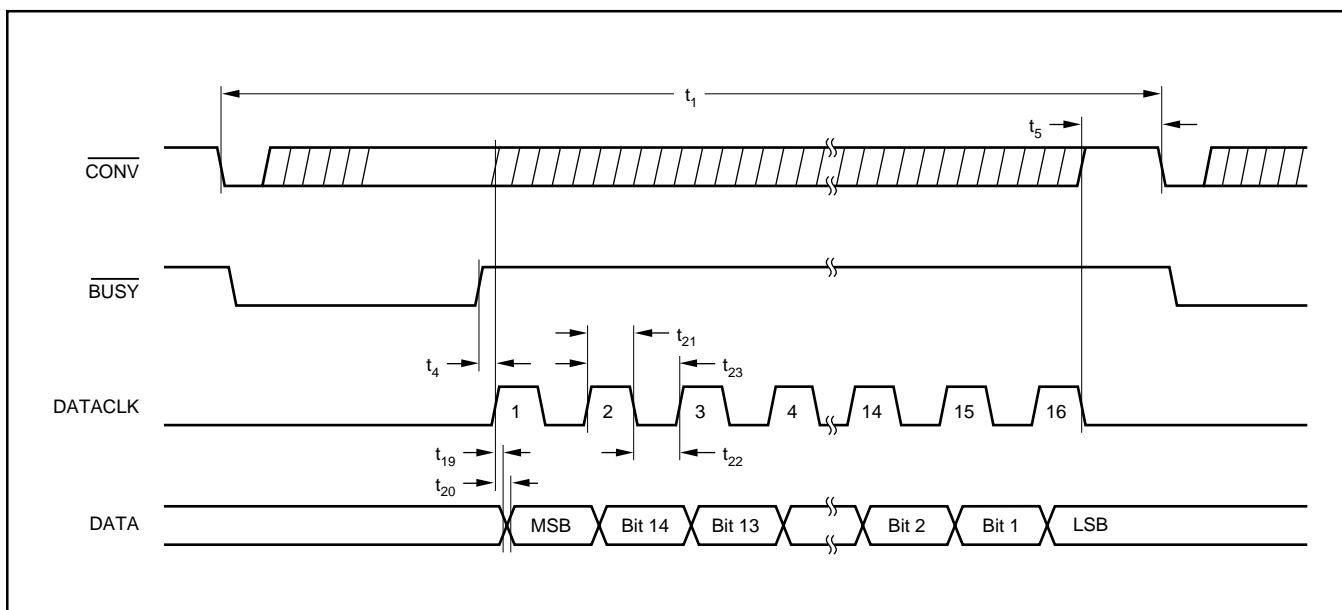 t1
t5
CONV
BUSY
t21
t4
t23
DATACLK
1 2 3 4 14 15 16
t19
t22
t20
DATA
MSB Bit 14 Bit 13 Bit 2 Bit 1 LSB